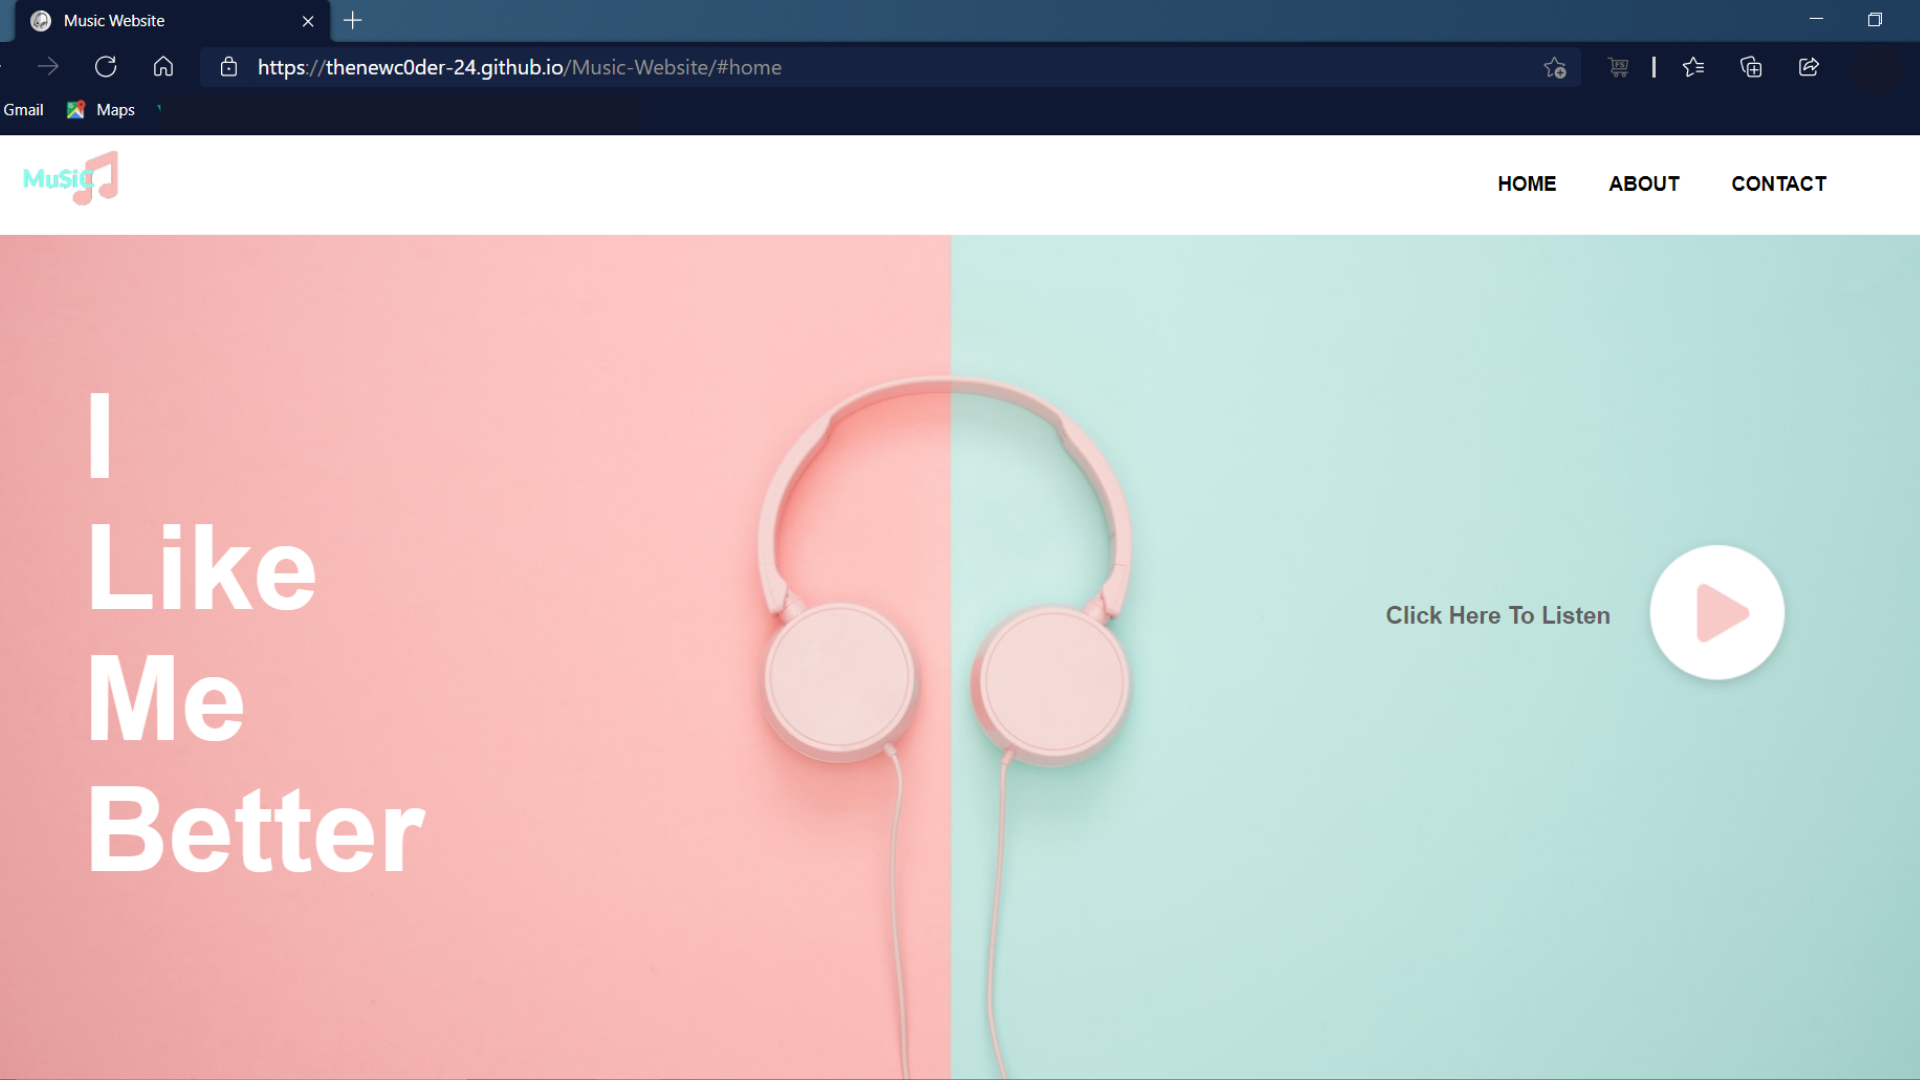 Music Website
https://thenewc0der-24.github.io/Music-Website/#home
Gmail Maps
MuSiC
HOME ABOUT CONTACT
I
Like
Me
Better
Click Here To Listen